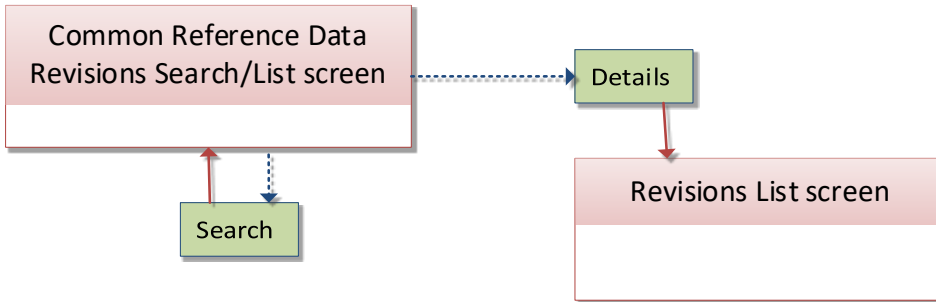 Common Reference Data
Revisions Search/List screen
Details
Revisions List screen
Search